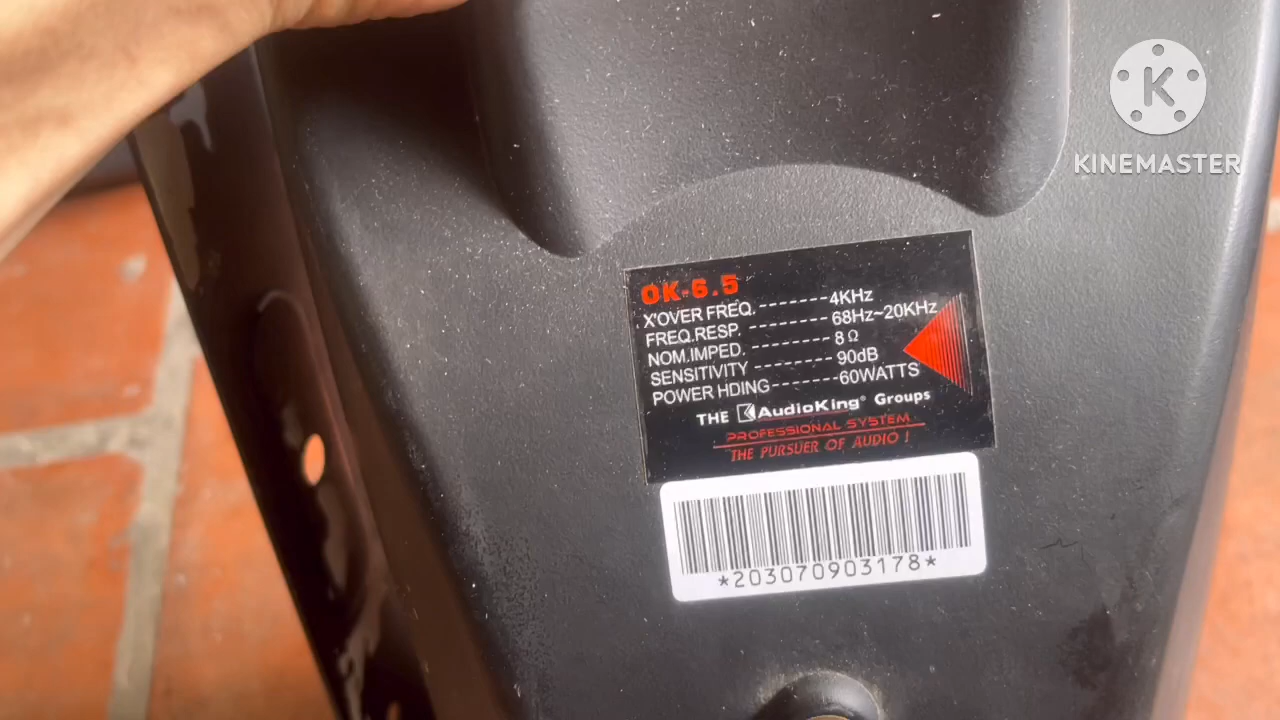 K
KINEMASTER
OK-6.5
X'OVER FREQ.--------4KHz
FREQ.RESP. --------68Hz~20KHz
NOM.IMPED. --------8Ω
SENSITIVITY --------90dB
POWER HDING-------60WATTS
THE AudioKing® Groups
PROFESSIONAL SYSTEM
THE PURSUER OF AUDIO !
*203070903178*